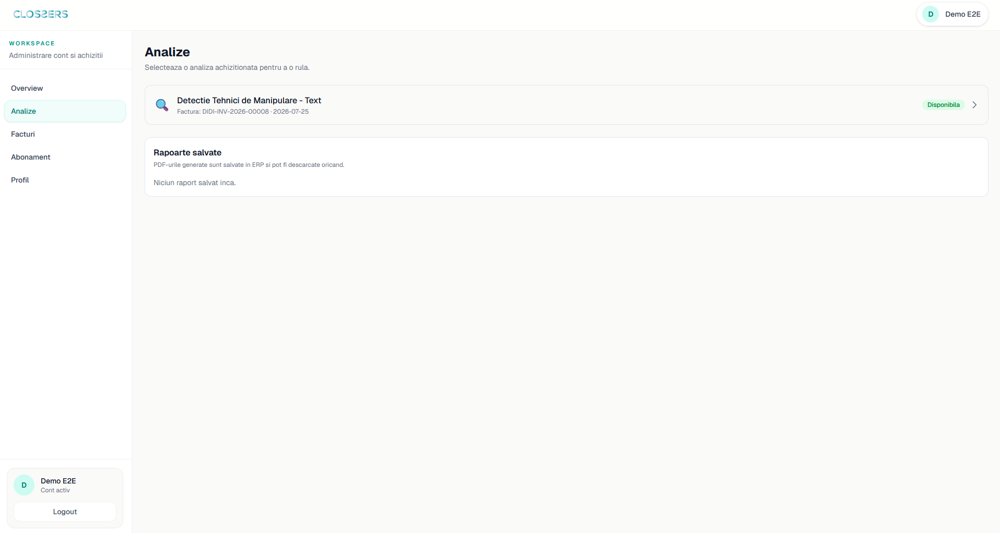 CLOSSERS
D
Demo E2E
WORKSPACE
Administrare cont si achizitii
Overview
Analize
Facturi
Abonament
Profil
Analize
Selecteaza o analiza achizitionata pentru a o rula.
Detectie Tehnici de Manipulare - Text
Factura: DIDI-INV-2026-00008 · 2026-07-25
Disponibila
Rapoarte salvate
PDF-urile generate sunt salvate in ERP si pot fi descarcate oricand.
Niciun raport salvat inca.
D
Demo E2E
Cont activ
Logout